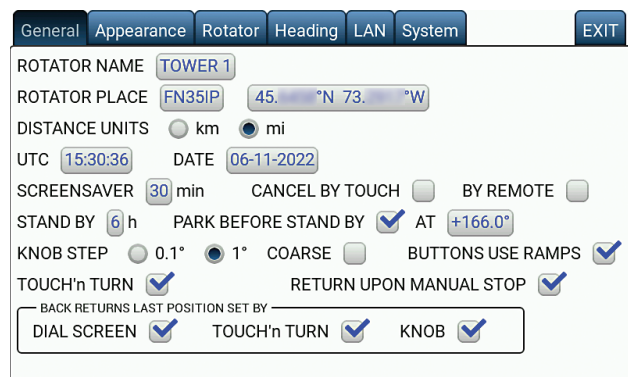 General Appearance Rotator Heading LAN System EXIT
ROTATOR NAME TOWER 1
ROTATOR PLACE FN35IP 45. °N 73. °W
DISTANCE UNITS km mi
UTC 15:30:36 DATE 06-11-2022
SCREENSAVER 30 min CANCEL BY TOUCH BY REMOTE
STAND BY 6 h PARK BEFORE STAND BY AT +166.0°
KNOB STEP 0.1° 1° COARSE BUTTONS USE RAMPS
TOUCH'n TURN RETURN UPON MANUAL STOP
BACK RETURNS LAST POSITION SET BY
DIAL SCREEN TOUCH'n TURN KNOB